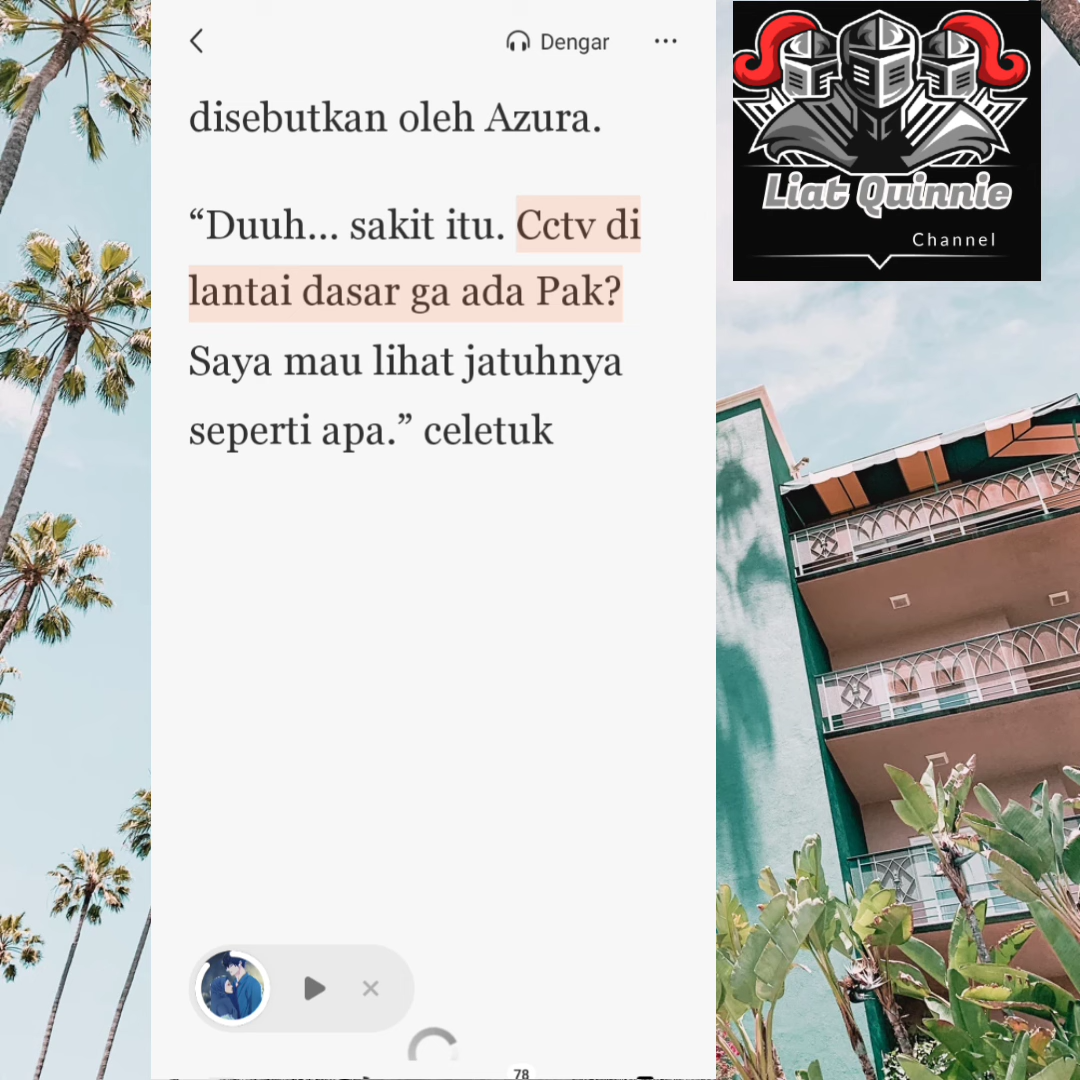 Dengar
disebutkan oleh Azura.
“Duuh... sakit itu. Cctv di
lantai dasar ga ada Pak?
Saya mau lihat jatuhnya
seperti apa.” celetuk
Liat Quinnie
Channel
78